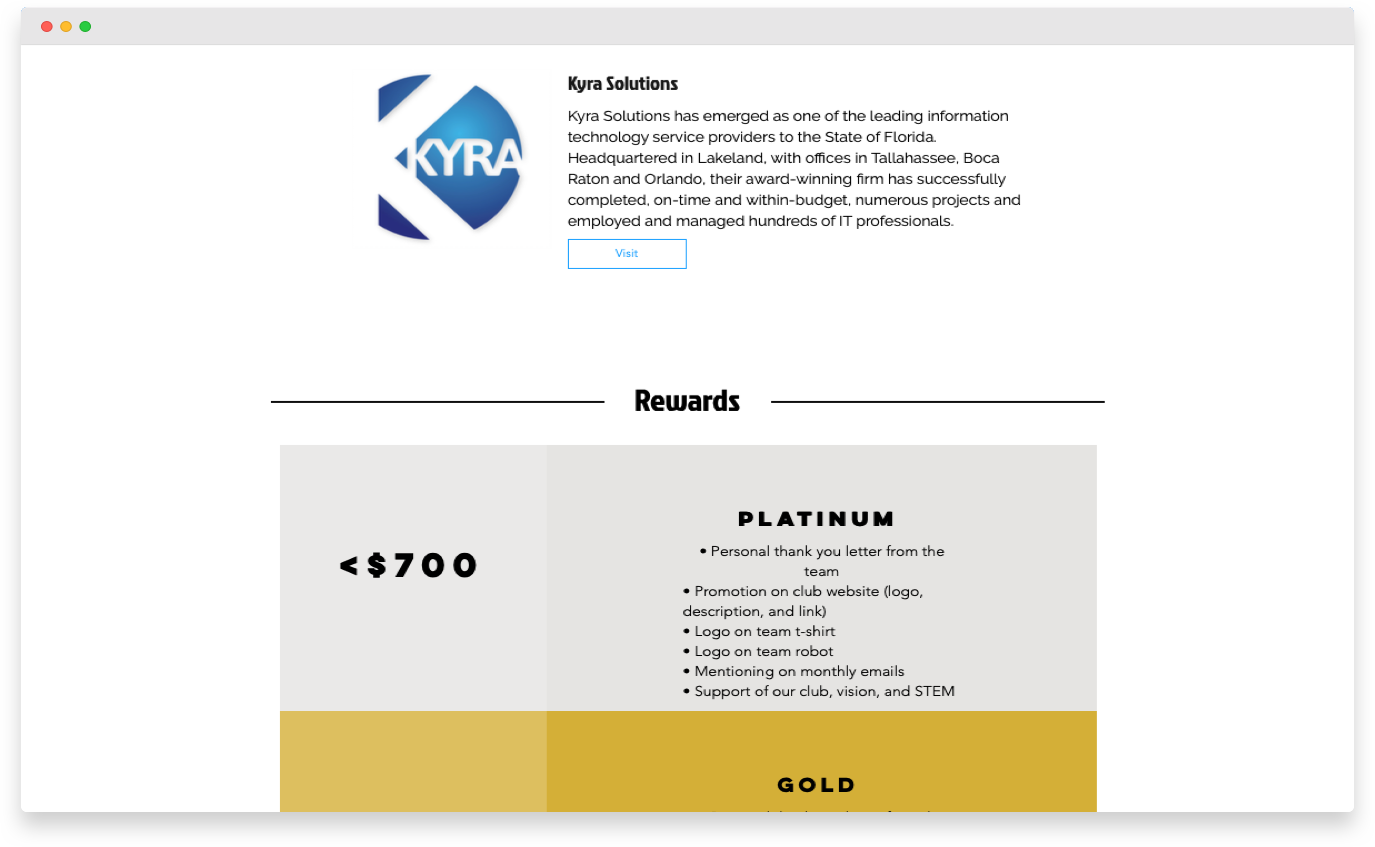 Kyra Solutions
KYRA
Kyra Solutions has emerged as one of the leading information
technology service providers to the State of Florida.
Headquartered in Lakeland, with offices in Tallahassee, Boca
Raton and Orlando, their award-winning firm has successfully
completed, on-time and within-budget, numerous projects and
employed and managed hundreds of IT professionals.
Visit
Rewards
PLATINUM
<$700
• Personal thank you letter from the
team
• Promotion on club website (logo,
description, and link)
• Logo on team t-shirt
• Logo on team robot
• Mentioning on monthly emails
• Support of our club, vision, and STEM
GOLD